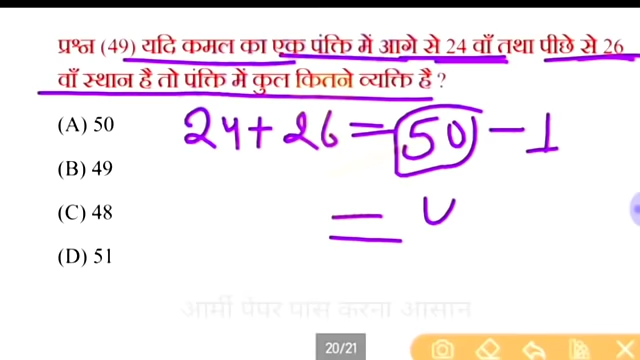 प्रश्न (49) यदि कमल का एक पंक्ति में आगे से 24 वाँ तथा पीछे से 26
वाँ स्थान है तो पंक्ति में कुल कितने व्यक्ति है ?
(A) 50
24 + 26 = 50 - 1
(B) 49
(C) 48
=
(D) 51
आर्मी पेपर पास करना आसान
20/21